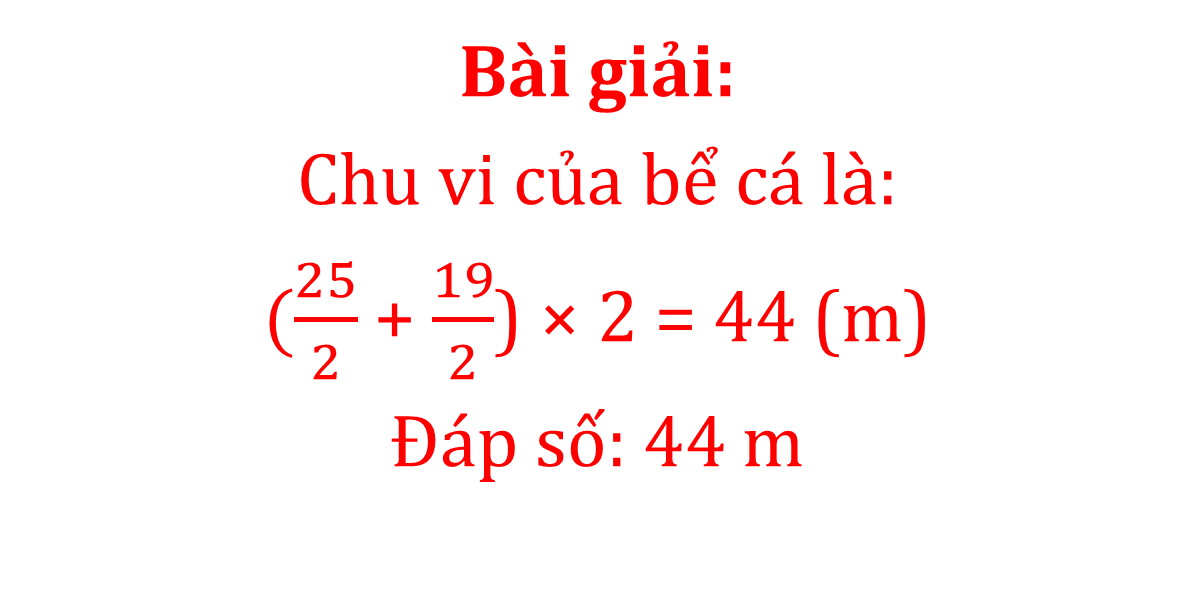 Bài giải:
Chu vi của bể cá là:
(25/2 + 19/2) × 2 = 44 (m)
Đáp số: 44 m